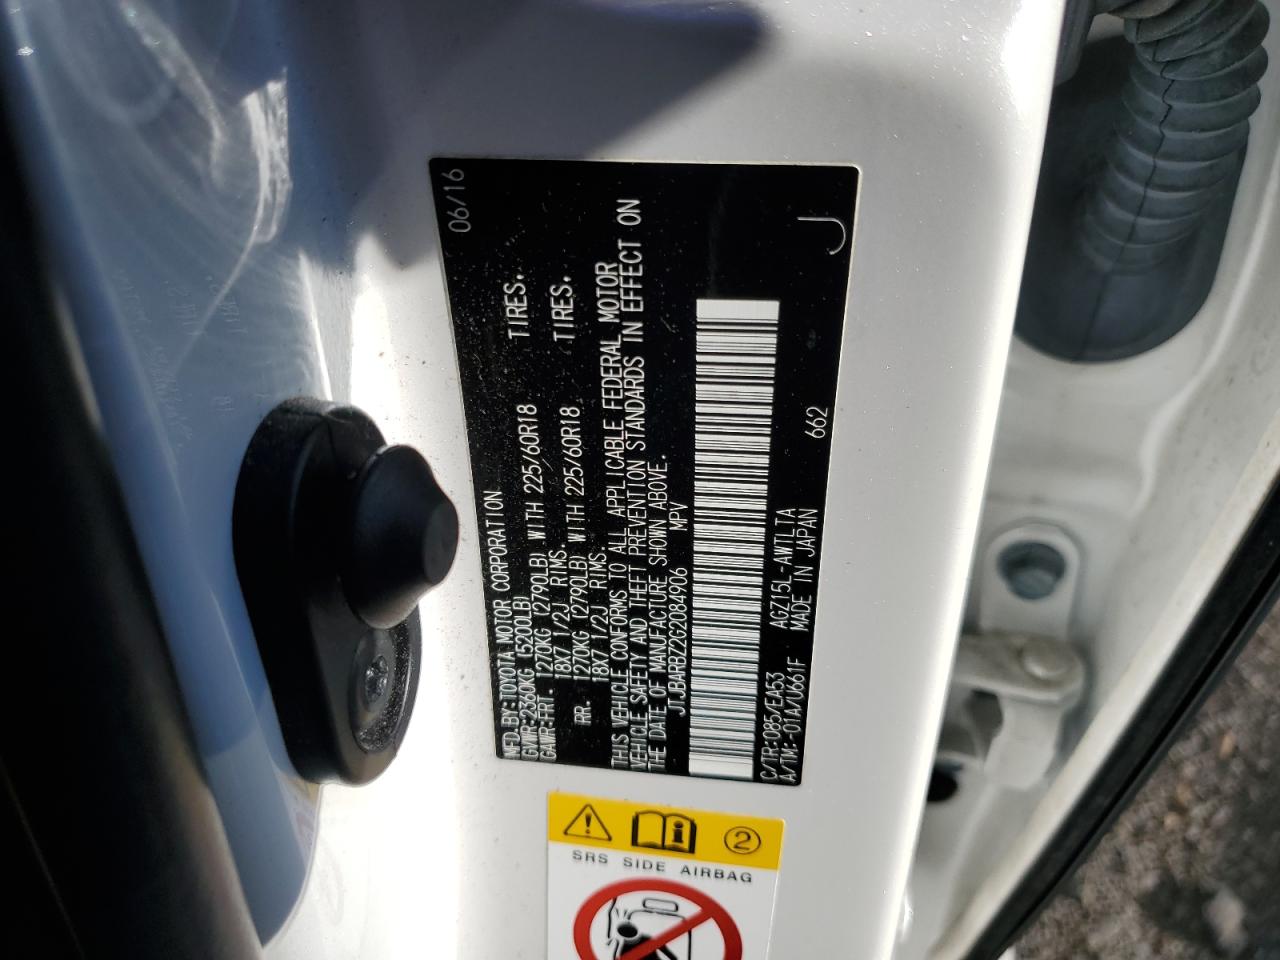 06/16
MFD.BY:TOYOTA MOTOR CORPORATION
GVWR:2360KG (5200LB)
GAWR:FRT. 1270KG (2790LB) WITH 225/60R18 TIRES.
18X7 1/2J RIMS.
RR. 1270KG (2790LB) WITH 225/60R18 TIRES.
18X7 1/2J RIMS.
THIS VEHICLE CONFORMS TO ALL APPLICABLE FEDERAL MOTOR
VEHICLE SAFETY AND THEFT PREVENTION STANDARDS IN EFFECT ON
THE DATE OF MANUFACTURE SHOWN ABOVE.
JTJBARBZ2G2084906 MPV
C/TR:085/EA53 AGZ15L-AWTLTA
A/TM:-01A/U661F MADE IN JAPAN 662
J
2
SRS SIDE AIRBAG